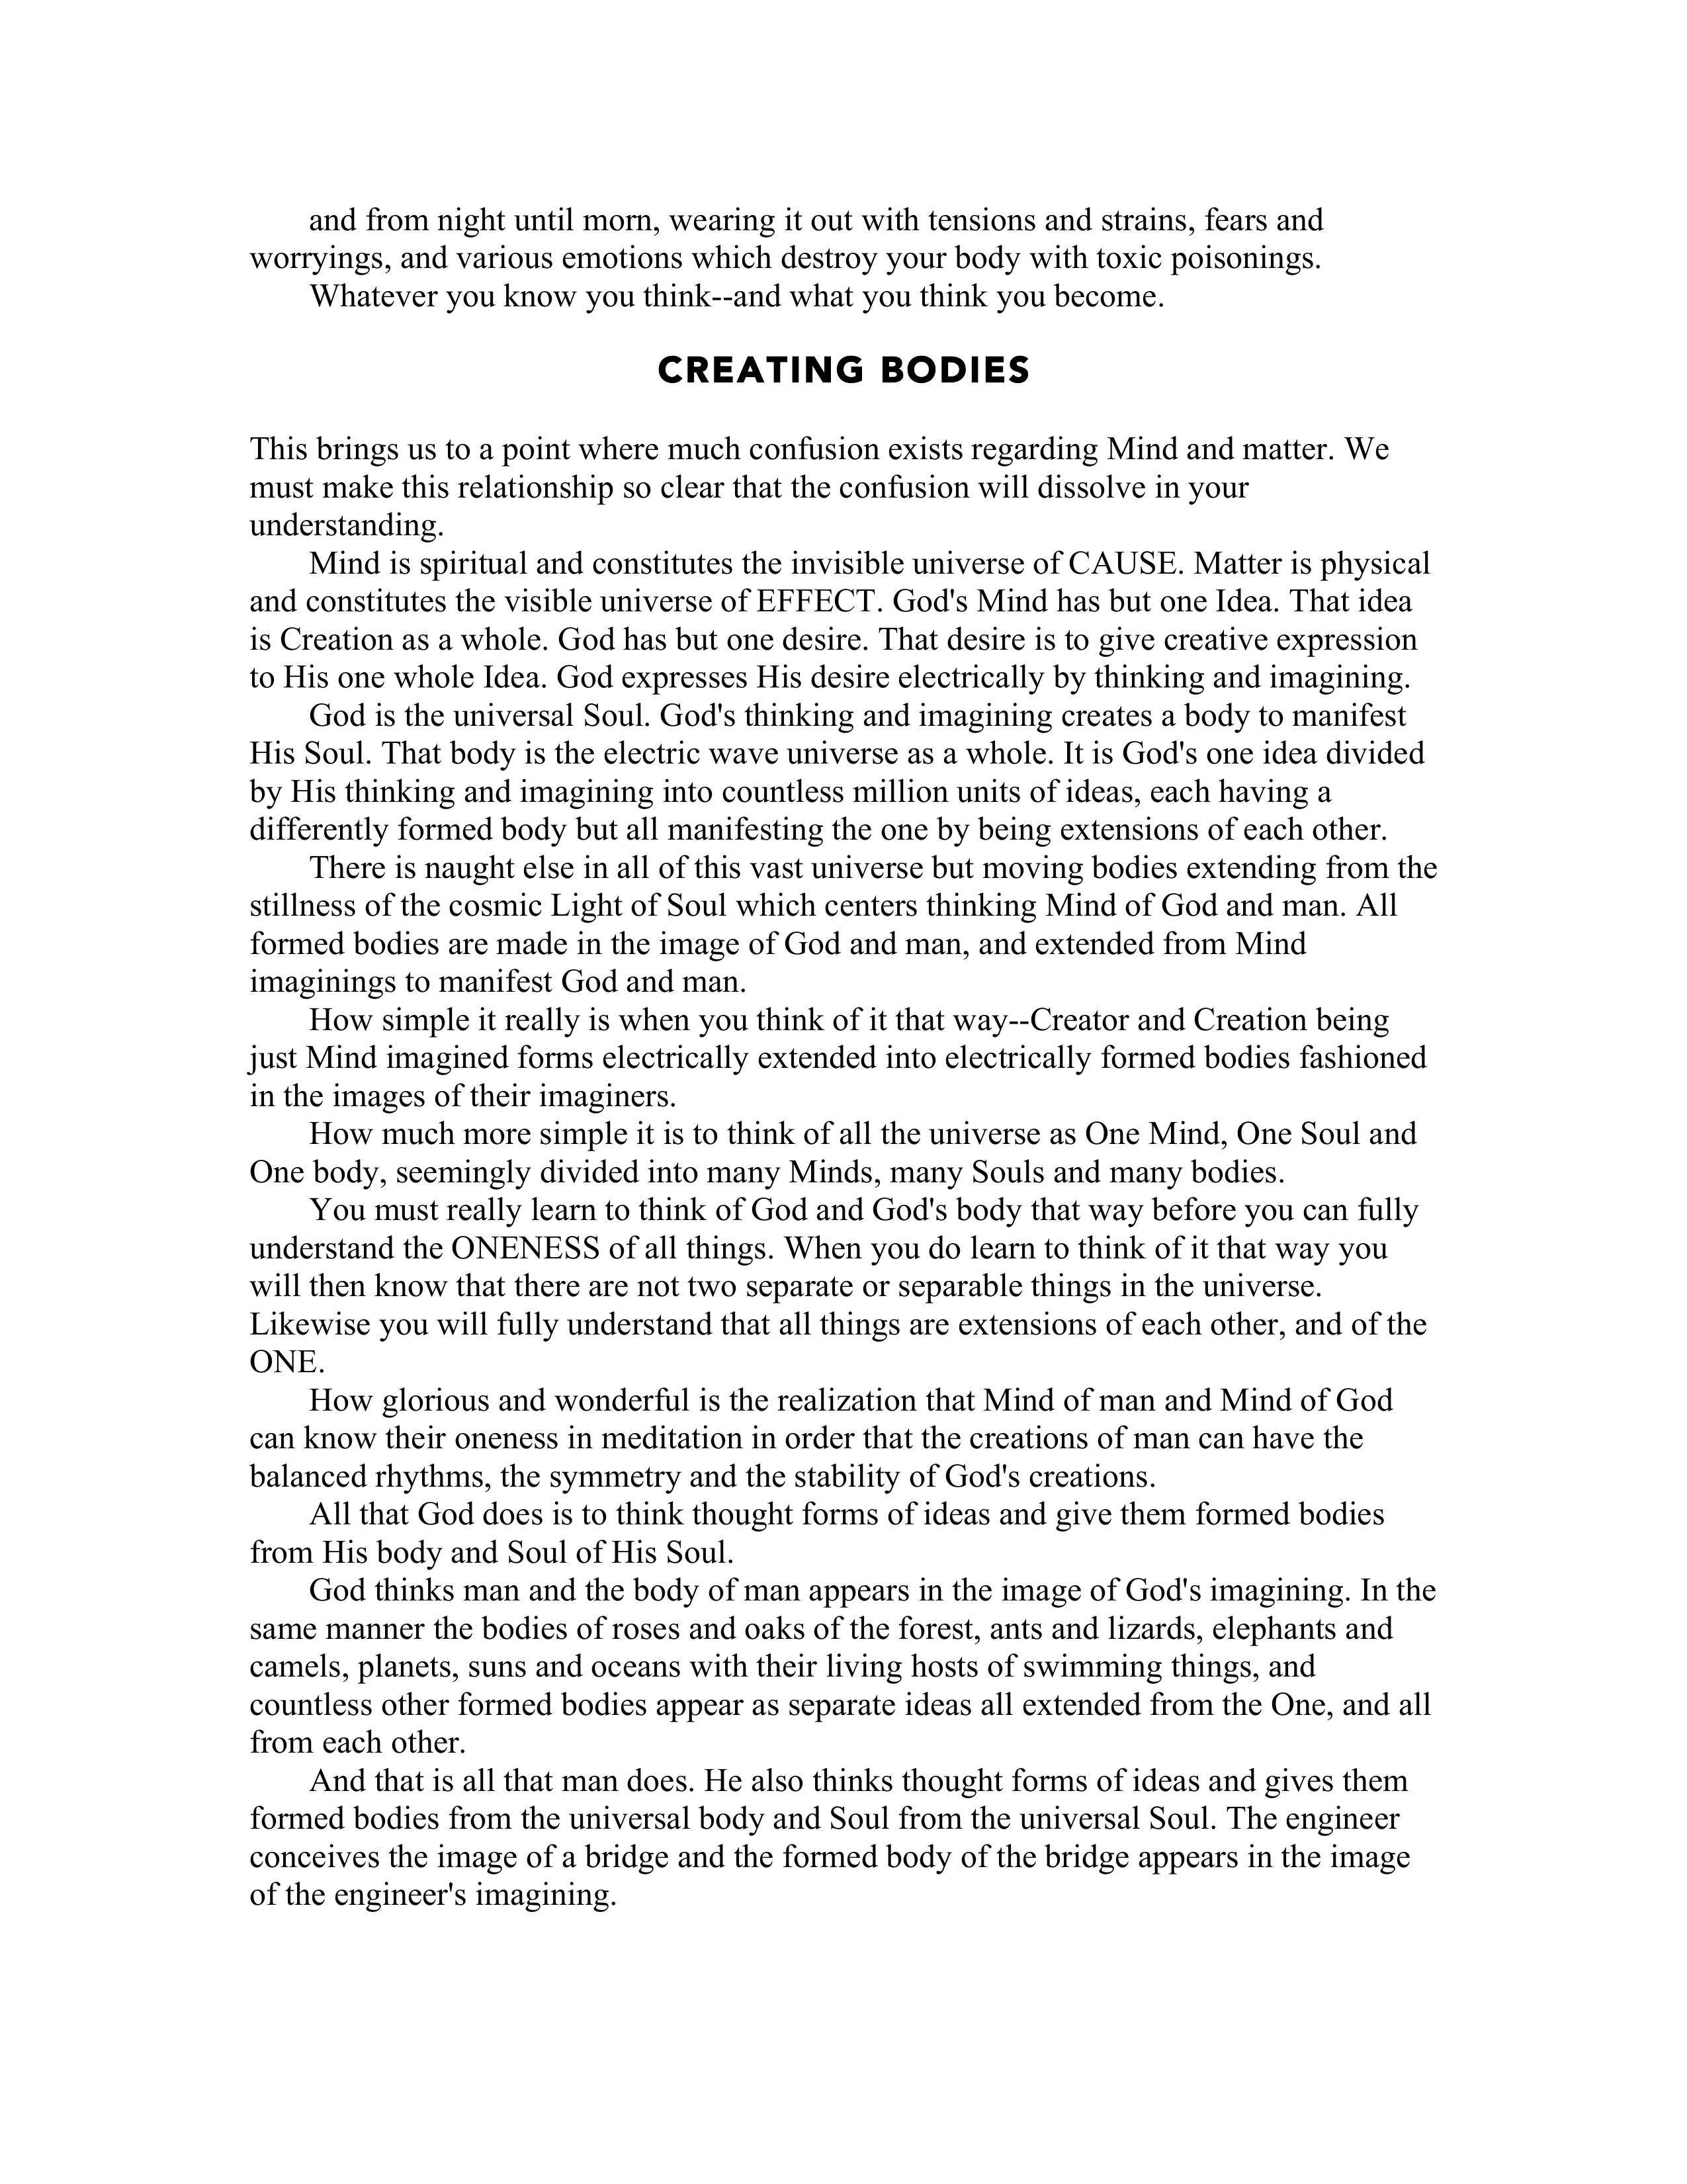 and from night until morn, wearing it out with tensions and strains, fears and
worryings, and various emotions which destroy your body with toxic poisonings.
Whatever you know you think--and what you think you become.
CREATING BODIES
This brings us to a point where much confusion exists regarding Mind and matter. We
must make this relationship so clear that the confusion will dissolve in your
understanding.
Mind is spiritual and constitutes the invisible universe of CAUSE. Matter is physical
and constitutes the visible universe of EFFECT. God's Mind has but one Idea. That idea
is Creation as a whole. God has but one desire. That desire is to give creative expression
to His one whole Idea. God expresses His desire electrically by thinking and imagining.
God is the universal Soul. God's thinking and imagining creates a body to manifest
His Soul. That body is the electric wave universe as a whole. It is God's one idea divided
by His thinking and imagining into countless million units of ideas, each having a
differently formed body but all manifesting the one by being extensions of each other.
There is naught else in all of this vast universe but moving bodies extending from the
stillness of the cosmic Light of Soul which centers thinking Mind of God and man. All
formed bodies are made in the image of God and man, and extended from Mind
imaginings to manifest God and man.
How simple it really is when you think of it that way--Creator and Creation being
just Mind imagined forms electrically extended into electrically formed bodies fashioned
in the images of their imaginers.
How much more simple it is to think of all the universe as One Mind, One Soul and
One body, seemingly divided into many Minds, many Souls and many bodies.
You must really learn to think of God and God's body that way before you can fully
understand the ONENESS of all things. When you do learn to think of it that way you
will then know that there are not two separate or separable things in the universe.
Likewise you will fully understand that all things are extensions of each other, and of the
ONE.
How glorious and wonderful is the realization that Mind of man and Mind of God
can know their oneness in meditation in order that the creations of man can have the
balanced rhythms, the symmetry and the stability of God's creations.
All that God does is to think thought forms of ideas and give them formed bodies
from His body and Soul of His Soul.
God thinks man and the body of man appears in the image of God's imagining. In the
same manner the bodies of roses and oaks of the forest, ants and lizards, elephants and
camels, planets, suns and oceans with their living hosts of swimming things, and
countless other formed bodies appear as separate ideas all extended from the One, and all
from each other.
And that is all that man does. He also thinks thought forms of ideas and gives them
formed bodies from the universal body and Soul from the universal Soul. The engineer
conceives the image of a bridge and the formed body of the bridge appears in the image
of the engineer's imagining.